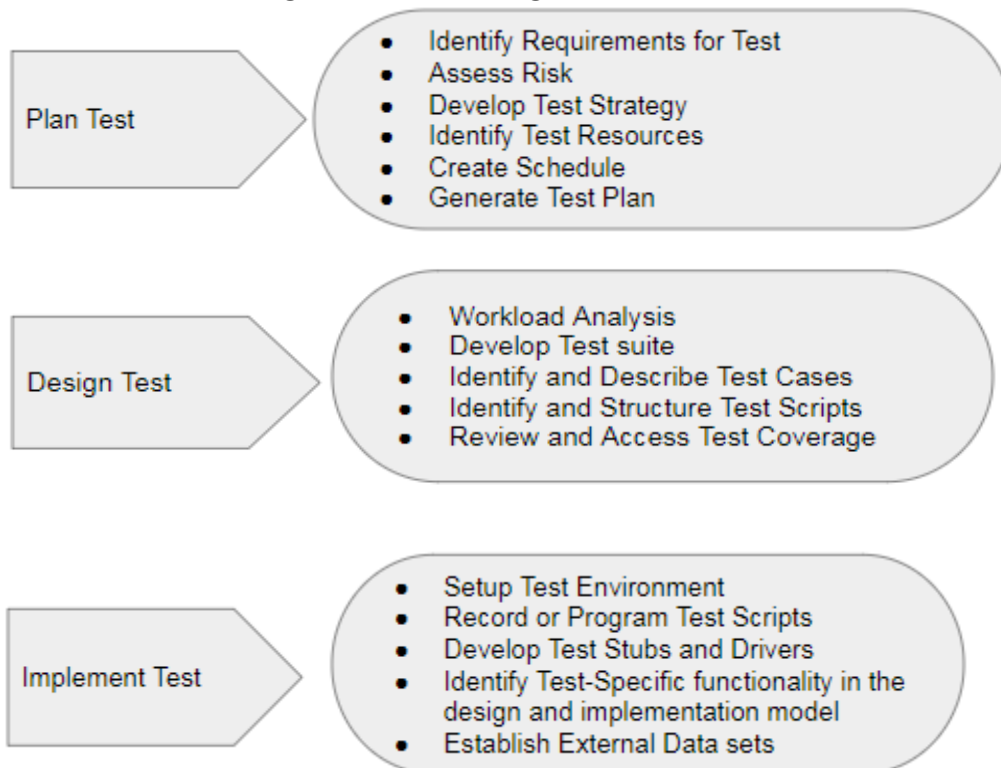 Plan Test
● Identify Requirements for Test
● Assess Risk
● Develop Test Strategy
● Identify Test Resources
● Create Schedule
● Generate Test Plan
Design Test
● Workload Analysis
● Develop Test suite
● Identify and Describe Test Cases
● Identify and Structure Test Scripts
● Review and Access Test Coverage
Implement Test
● Setup Test Environment
● Record or Program Test Scripts
● Develop Test Stubs and Drivers
● Identify Test-Specific functionality in the
design and implementation model
● Establish External Data sets